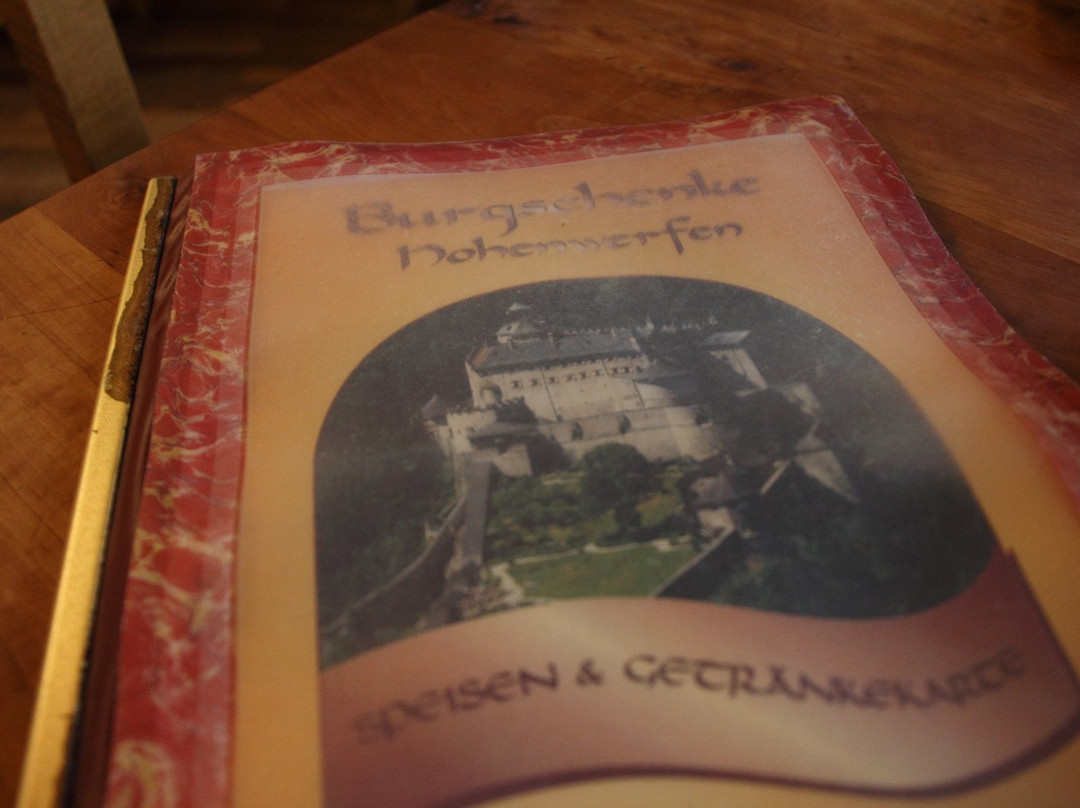 Burgschenke
Hohenwerfen
SPEISEN & GETRÄNKEKARTE